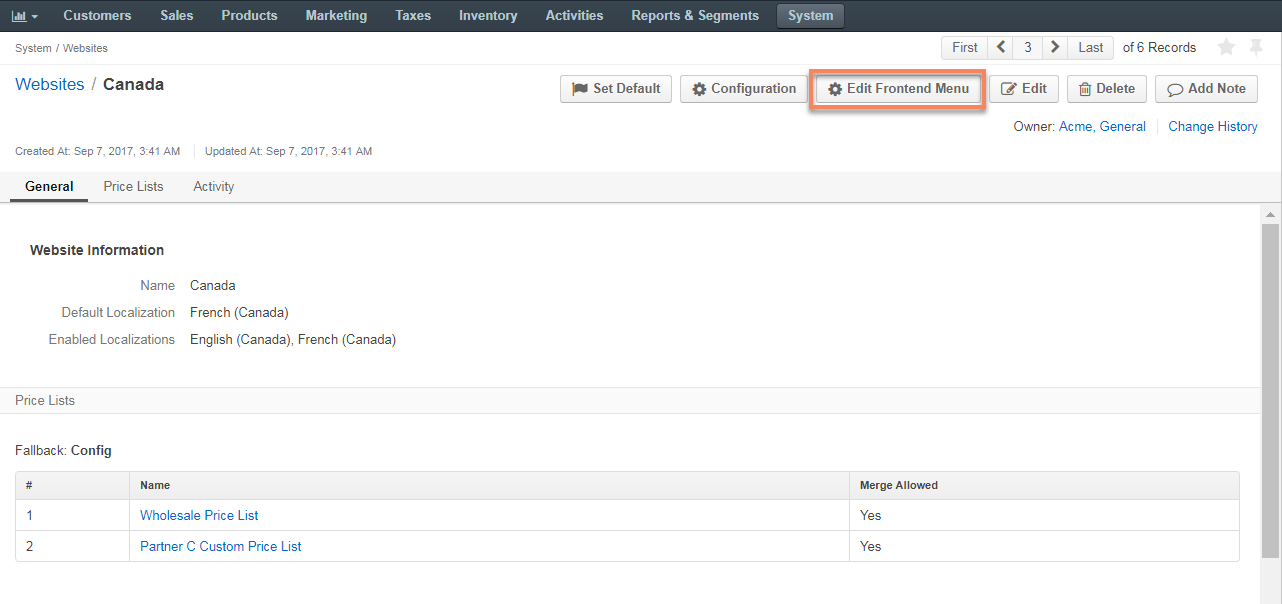 Customers Sales Products Marketing Taxes Inventory Activities Reports & Segments System
System / Websites First 3 Last of 6 Records
Websites / Canada Set Default Configuration Edit Frontend Menu Edit Delete Add Note
Owner: Acme, General Change History
Created At: Sep 7, 2017, 3:41 AM Updated At: Sep 7, 2017, 3:41 AM
General Price Lists Activity
Website Information
Name Canada
Default Localization French (Canada)
Enabled Localizations English (Canada), French (Canada)
Price Lists
Fallback: Config
# Name Merge Allowed
1 Wholesale Price List Yes
2 Partner C Custom Price List Yes